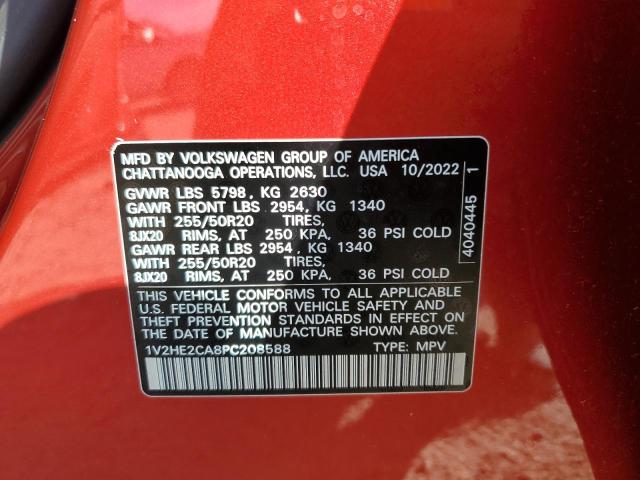 MFD BY VOLKSWAGEN GROUP OF AMERICA
CHATTANOOGA OPERATIONS, LLC. USA 10/2022
GVWR LBS 5798, KG 2630
GAWR FRONT LBS 2954, KG 1340
WITH 255/50R20 TIRES,
8JX20 RIMS, AT 250 KPA, 36 PSI COLD
GAWR REAR LBS 2954, KG 1340
WITH 255/50R20 TIRES,
8JX20 RIMS, AT 250 KPA, 36 PSI COLD
THIS VEHICLE CONFORMS TO ALL APPLICABLE
U.S. FEDERAL MOTOR VEHICLE SAFETY AND
THEFT PREVENTION STANDARDS IN EFFECT ON
THE DATE OF MANUFACTURE SHOWN ABOVE.
1V2HE2CA8PC208588 TYPE: MPV
4040445 1